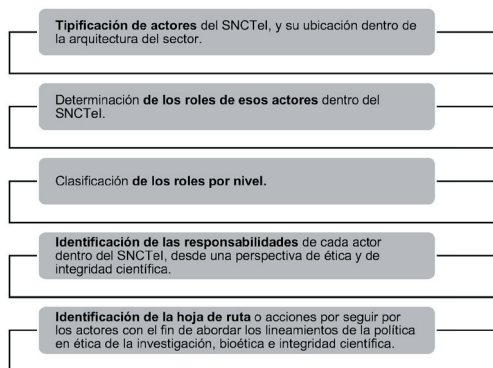 Tipificación de actores del SNCTeI, y su ubicación dentro de
la arquitectura del sector.
Determinación de los roles de esos actores dentro del
SNCTeI.
Clasificación de los roles por nivel.
Identificación de las responsabilidades de cada actor
dentro del SNCTeI, desde una perspectiva de ética y de
integridad científica.
Identificación de la hoja de ruta o acciones por seguir por
los actores con el fin de abordar los lineamientos de la política
en ética de la investigación, bioética e integridad científica.